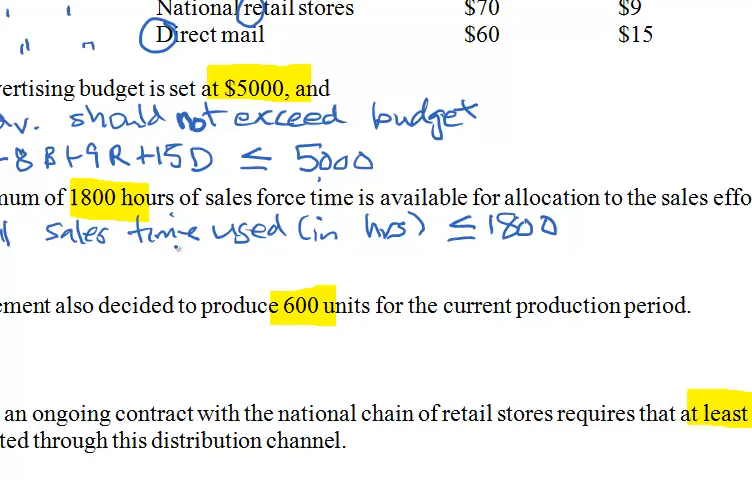 National retail stores $70 $9
Direct mail $60 $15
vertising budget is set at $5000, and
dv. should not exceed budget
+8B+9R+15D ≤ 5000
mum of 1800 hours of sales force time is available for allocation to the sales effo
sales time used (in hrs) ≤ 1800
ement also decided to produce 600 units for the current production period.
an ongoing contract with the national chain of retail stores requires that at least
ted through this distribution channel.